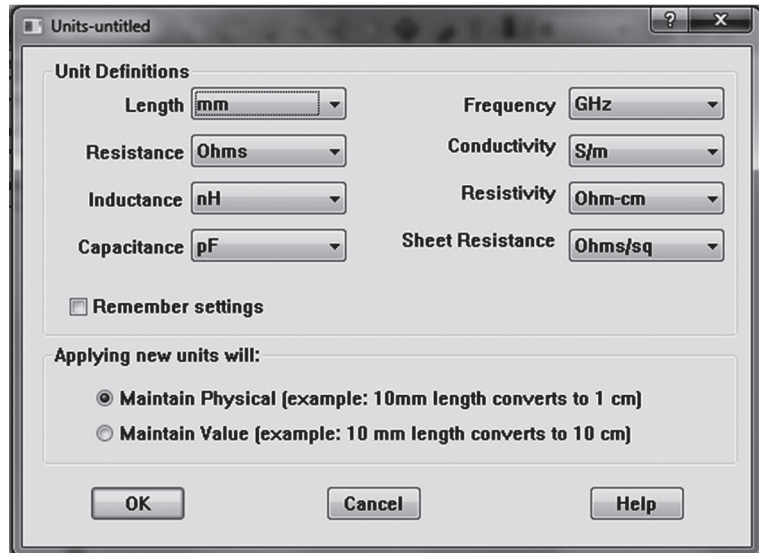 Units-untitled
? X
Unit Definitions
Length mm
Frequency GHz
Resistance Ohms
Conductivity S/m
Inductance nH
Resistivity Ohm-cm
Capacitance pF
Sheet Resistance Ohms/sq
Remember settings
Applying new units will:
Maintain Physical (example: 10mm length converts to 1 cm)
Maintain Value (example: 10 mm length converts to 10 cm)
OK Cancel Help